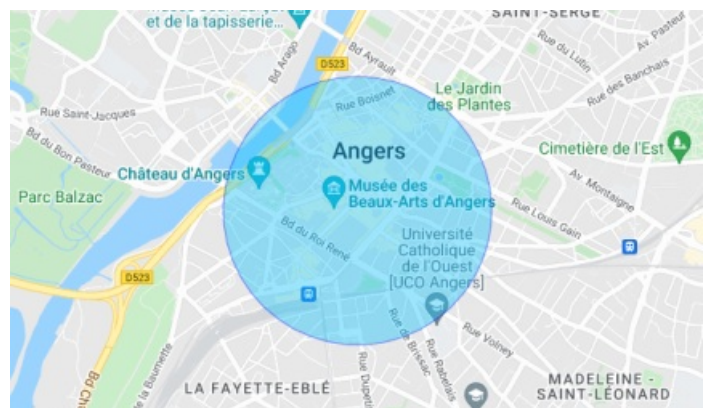 et de la tapisserie...
SAINT-SERGE
Bd Arago
D523
Bd Ayrault
Rue du Lutin
Av. Pasteur
Rue Boisnet
Le Jardin
des Plantes
Rue des Banchais
Rue Saint-Jacques
Bd du Bon Pasteur
Angers
Cimetière de l'Est
Château d'Angers
Musée des
Beaux-Arts d'Angers
Parc Balzac
Av. Montaigne
Rue Louis Gain
Bd du Roi René
Université
Catholique
de l'Ouest
[UCO Angers]
D523
Rue de Brissac
Rue Rabelais
Rue Volney
de la Baumette
LA FAYETTE-EBLÉ
MADELEINE -
SAINT-LÉONARD